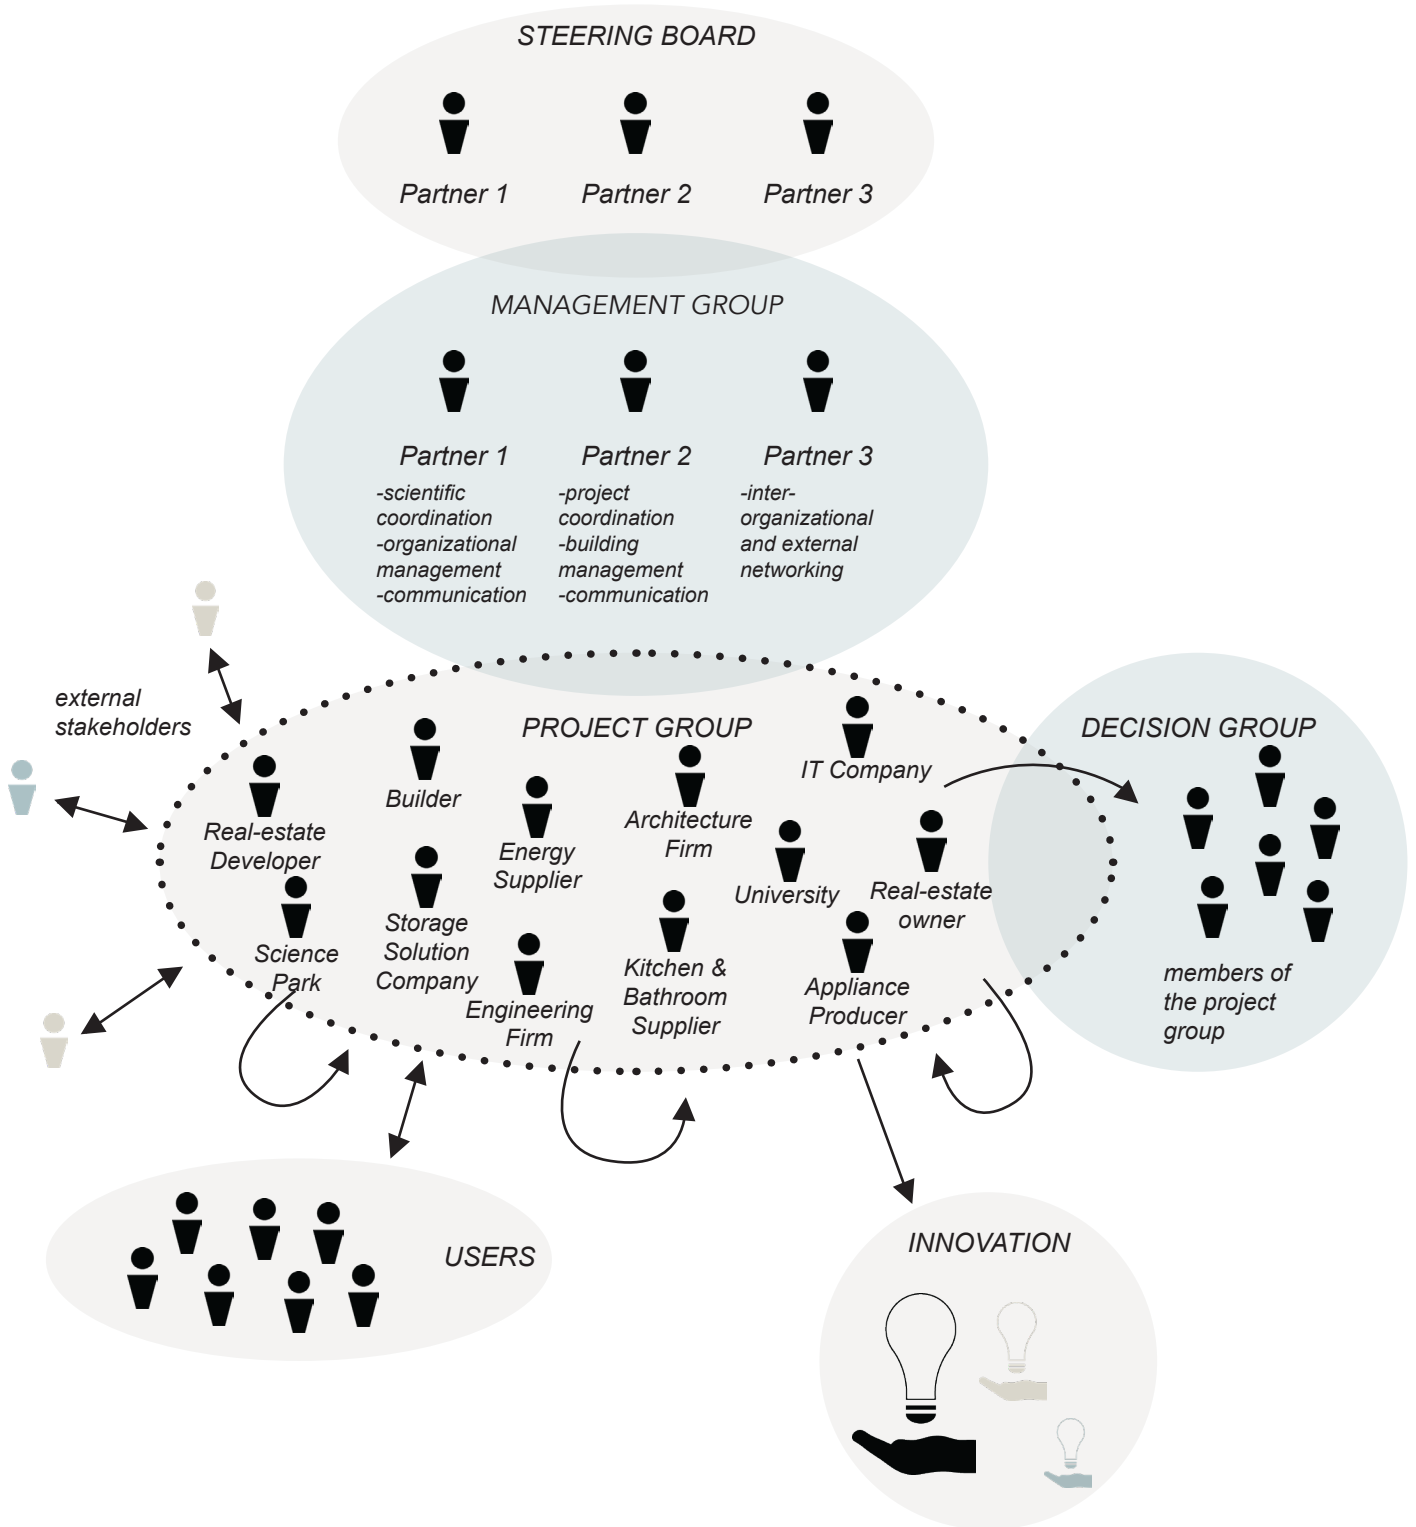 STEERING BOARD
Partner 1
Partner 2
Partner 3
MANAGEMENT GROUP
Partner 1
-scientific
coordination
-organizational
management
-communication
Partner 2
-project
coordination
-building
management
-communication
Partner 3
-inter-
organizational
and external
networking
external
stakeholders
PROJECT GROUP
Real-estate
Developer
Builder
Energy
Supplier
Architecture
Firm
IT Company
University
Real-estate
owner
Science
Park
Storage
Solution
Company
Engineering
Firm
Kitchen &
Bathroom
Supplier
Appliance
Producer
DECISION GROUP
members of
the project
group
USERS
INNOVATION